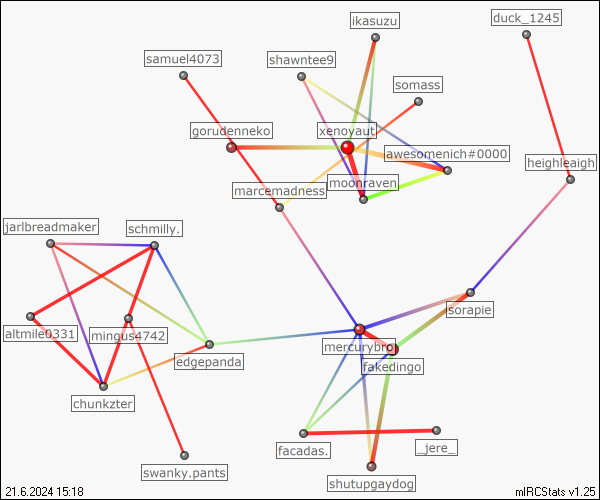 ikasuzu
duck_1245
samuel4073
shawntee9
somass
gorudenneko
xenoyaut
awesomenich#0000
heighleaigh
marcemadness
moonraven
jarlbreadmaker
schmilly.
sorapie
altmile0331
mingus4742
mercurybro
edgepanda
fakedingo
chunkzter
facadas.
_jere_
swanky.pants
shutupgaydog
21.6.2024 15:18
mIRCStats v1.25